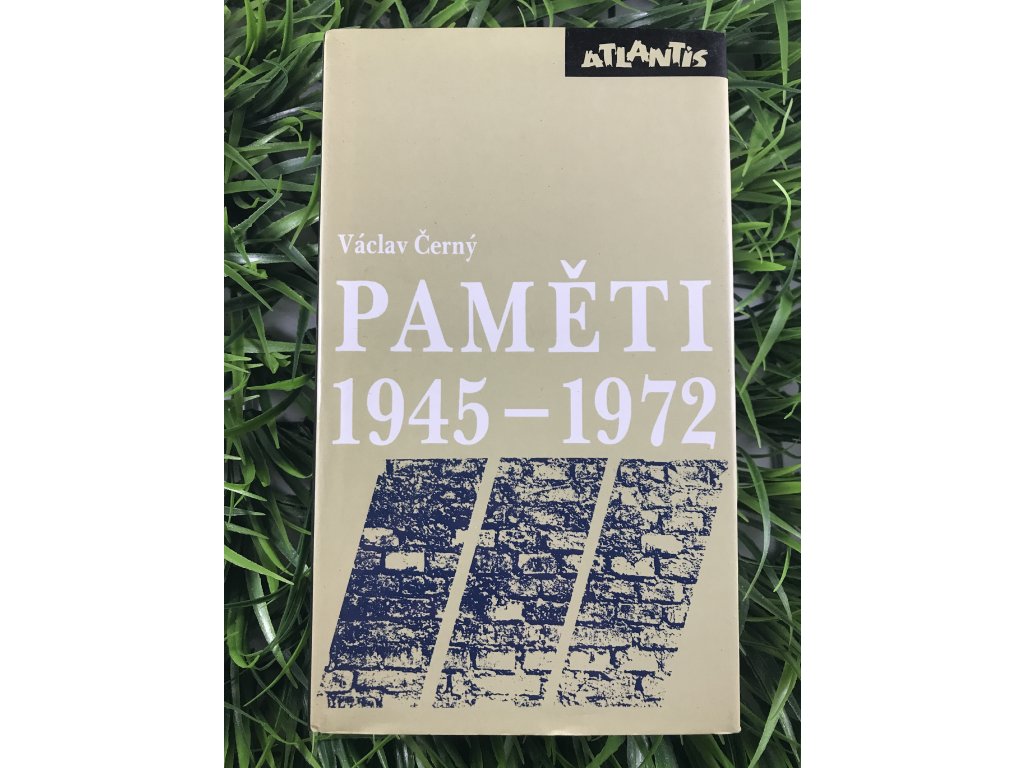 ATLANTIS
Václav Černý
PAMĚTI
1945 – 1972